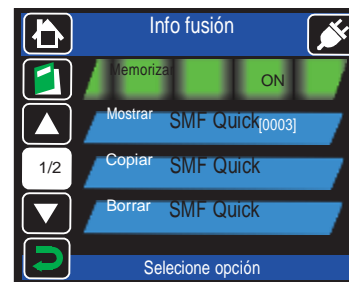 Info fusión
Memorizar ON
Mostrar SMF Quick[0003]
1/2
Copiar SMF Quick
Borrar SMF Quick
Selecione opción